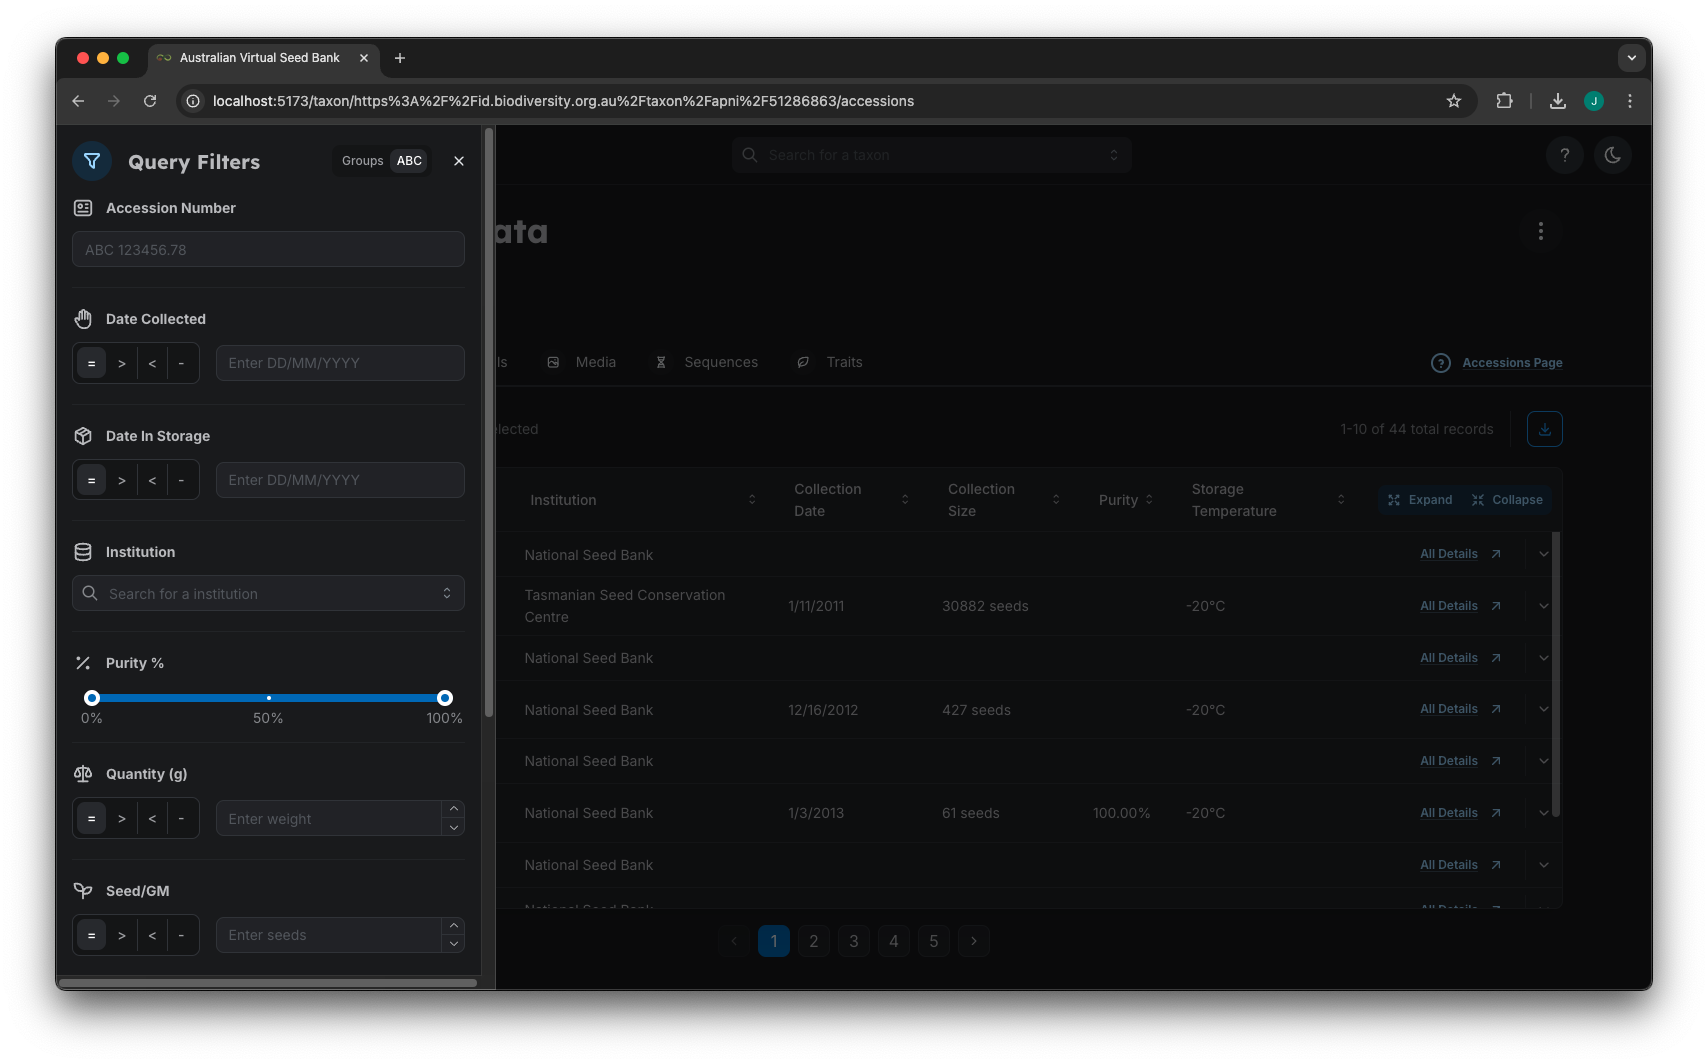 Australian Virtual Seed Bank
localhost:5173/taxon/https%3A%2F%2Fid.biodiversity.org.au%2Ftaxon%2Fapni%2F51286863/accessions
J
Query Filters
Groups ABC
Accession Number
ABC 123456.78
Date Collected
= > < -
Enter DD/MM/YYYY
Date In Storage
= > < -
Enter DD/MM/YYYY
Institution
Search for a institution
Purity %
0% 50% 100%
Quantity (g)
= > < -
Enter weight
Seed/GM
= > < -
Enter seeds
Search for a taxon
?
ata
ls Media Sequences Traits
? Accessions Page
elected
1-10 of 44 total records
Institution Collection Date Collection Size Purity Storage Temperature Expand Collapse
National Seed Bank All Details
Tasmanian Seed Conservation Centre 1/11/2011 30882 seeds -20°C All Details
National Seed Bank All Details
National Seed Bank 12/16/2012 427 seeds -20°C All Details
National Seed Bank All Details
National Seed Bank 1/3/2013 61 seeds 100.00% -20°C All Details
National Seed Bank All Details
National Seed Bank All Details
1 2 3 4 5